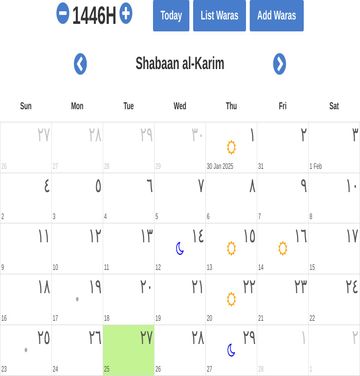 1446H
Today
List Waras
Add Waras
Shabaan al-Karim
Sun Mon Tue Wed Thu Fri Sat
٢٧ ٢٨ ٢٩ ٣٠ ١ ٢ ٣
26 27 28 29 30 Jan 2025 31 1 Feb
٤ ٥ ٦ ٧ ٨ ٩ ١٠
2 3 4 5 6 7 8
١١ ١٢ ١٣ ١٤ ١٥ ١٦ ١٧
9 10 11 12 13 14 15
١٨ ١٩ ٢٠ ٢١ ٢٢ ٢٣ ٢٤
16 17 18 19 20 21 22
٢٥ ٢٦ ٢٧ ٢٨ ٢٩ ١ ٢
23 24 25 26 27 28 1